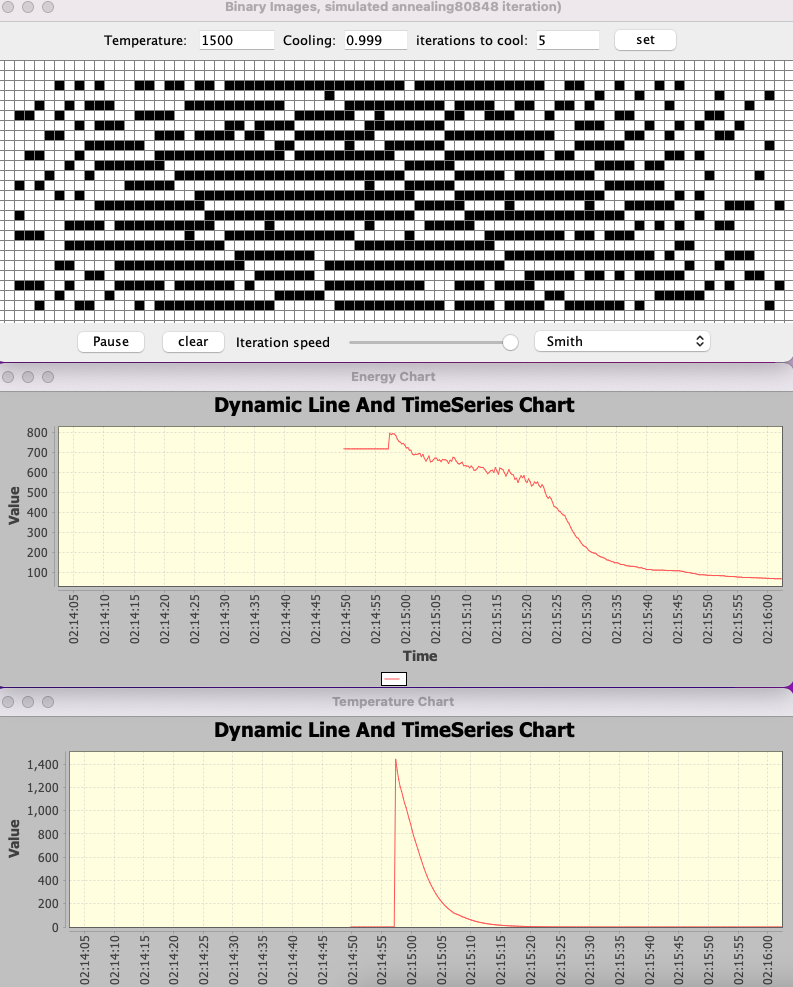 Binary Images, simulated annealing80848 iteration)
Temperature: 1500 Cooling: 0.999 iterations to cool: 5 set
Pause clear Iteration speed Smith
Energy Chart
Dynamic Line And TimeSeries Chart
Value
800
700
600
500
400
300
200
100
02:14:05 02:14:10 02:14:15 02:14:20 02:14:25 02:14:30 02:14:35 02:14:40 02:14:45 02:14:50 02:14:55 02:15:00 02:15:05 02:15:10 02:15:15 02:15:20 02:15:25 02:15:30 02:15:35 02:15:40 02:15:45 02:15:50 02:15:55 02:16:00
Time
Temperature Chart
Dynamic Line And TimeSeries Chart
Value
1,400
1,200
1,000
800
600
400
200
0
02:14:05 02:14:10 02:14:15 02:14:20 02:14:25 02:14:30 02:14:35 02:14:40 02:14:45 02:14:50 02:14:55 02:15:00 02:15:05 02:15:10 02:15:15 02:15:20 02:15:25 02:15:30 02:15:35 02:15:40 02:15:45 02:15:50 02:15:55 02:16:00